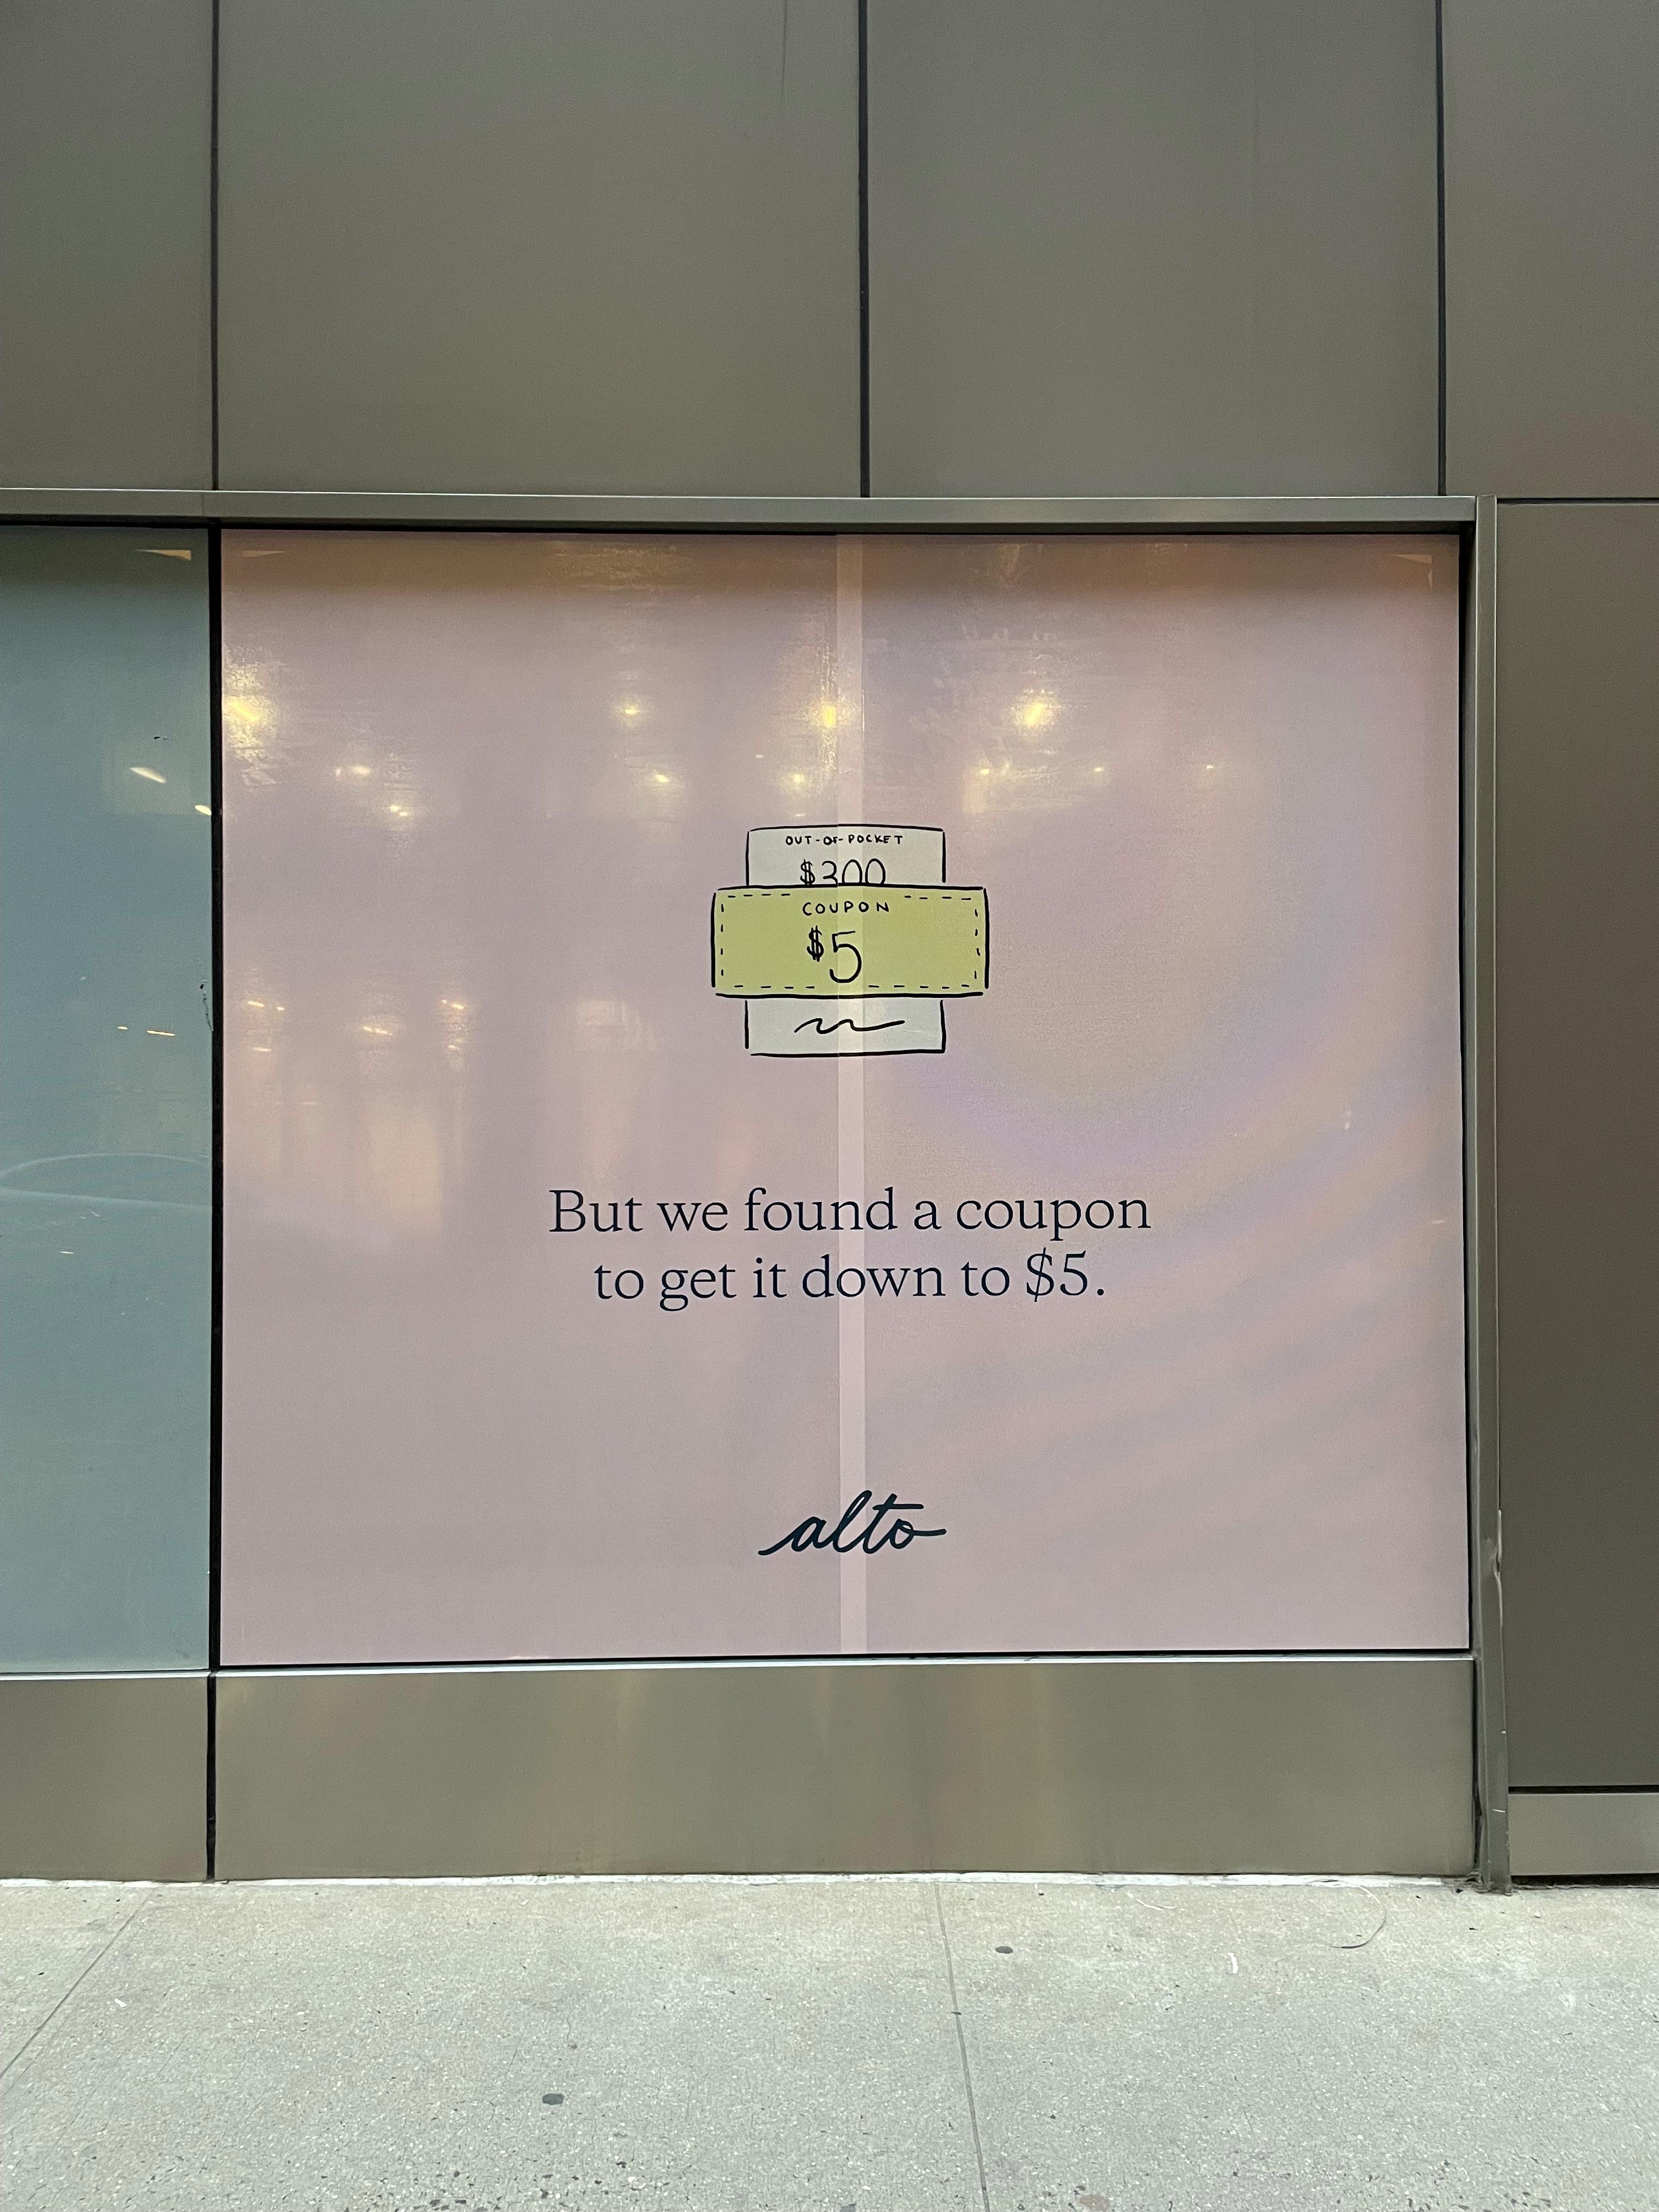 OUT-OF-POCKET
$300
COUPON
$5
But we found a coupon
to get it down to $5.
alto